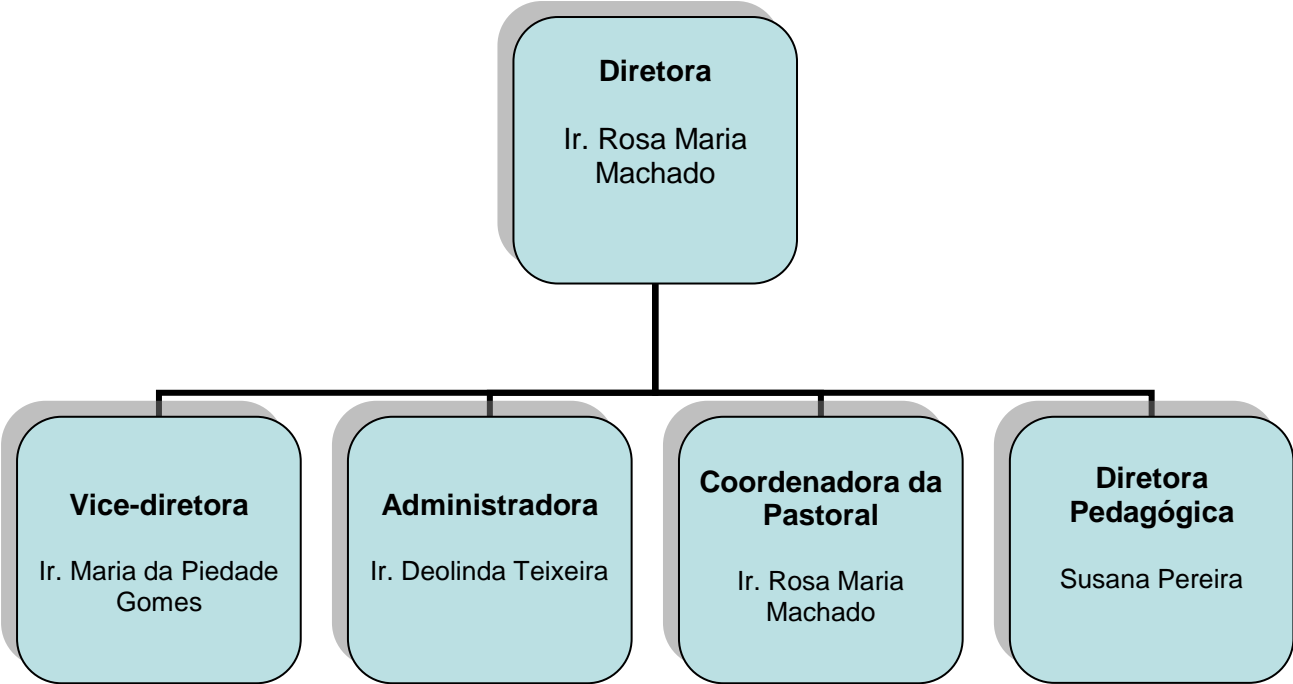 Diretora
Ir. Rosa Maria
Machado
Vice-diretora
Ir. Maria da Piedade
Gomes
Administradora
Ir. Deolinda Teixeira
Coordenadora da
Pastoral
Ir. Rosa Maria
Machado
Diretora
Pedagógica
Susana Pereira